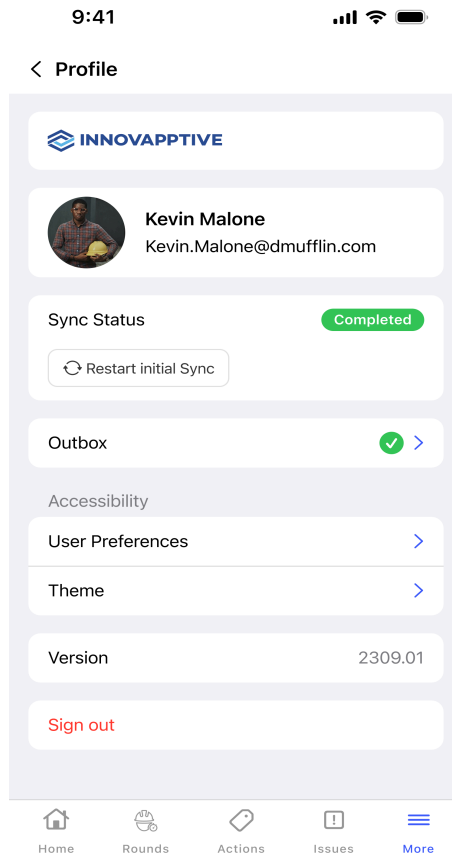 9:41
Profile
INNOVAPPTIVE
Kevin Malone
Kevin.Malone@dmufflin.com
Sync Status
Completed
Restart initial Sync
Outbox
Accessibility
User Preferences
Theme
Version 2309.01
Sign out
Home Rounds Actions Issues More